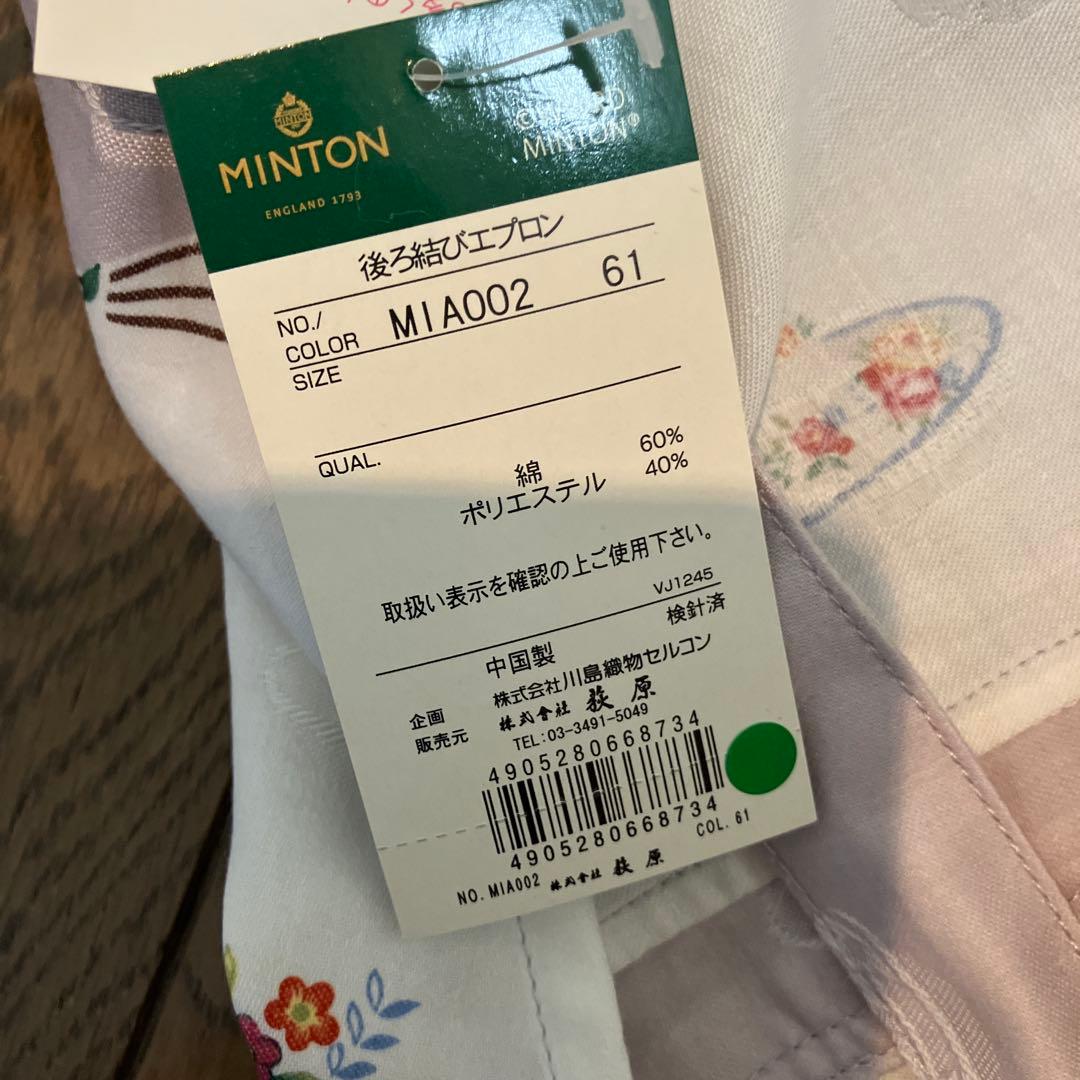 MINTON
MINTON
ENGLAND 1793
MINTON®
後ろ結びエプロン
NO./
COLOR MIA002 61
SIZE
QUAL.
綿 60%
ポリエステル 40%
取扱い表示を確認の上ご使用下さい。
VJ1245
中国製 検針済
企画 株式会社川島織物セルコン
販売元 株式會社 萩原
TEL:03-3491-5049
4905280668734
4905280668734
NO. MIA002 株式會社 萩原 COL. 61